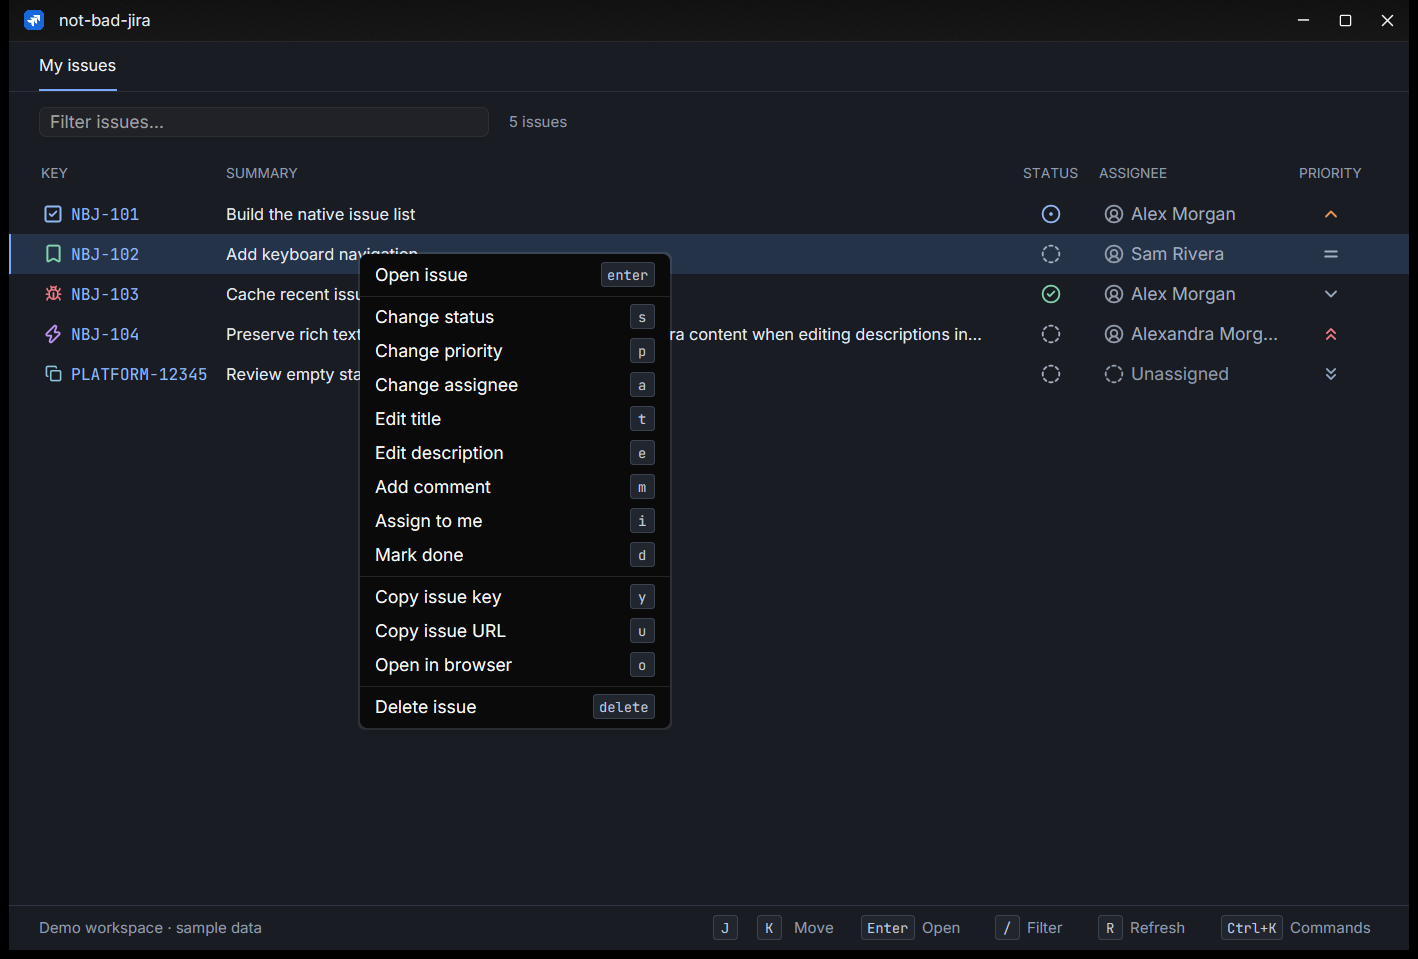 not-bad-jira
My issues
Filter issues...
5 issues
KEY SUMMARY STATUS ASSIGNEE PRIORITY
NBJ-101 Build the native issue list Alex Morgan
NBJ-102 Add keyboard navigation Sam Rivera
NBJ-103 Cache recent issu Alex Morgan
NBJ-104 Preserve rich text ra content when editing descriptions in... Alexandra Morg...
PLATFORM-12345 Review empty sta Unassigned
Open issue enter
Change status s
Change priority p
Change assignee a
Edit title t
Edit description e
Add comment m
Assign to me i
Mark done d
Copy issue key y
Copy issue URL u
Open in browser o
Delete issue delete
Demo workspace · sample data J K Move Enter Open / Filter R Refresh Ctrl+K Commands